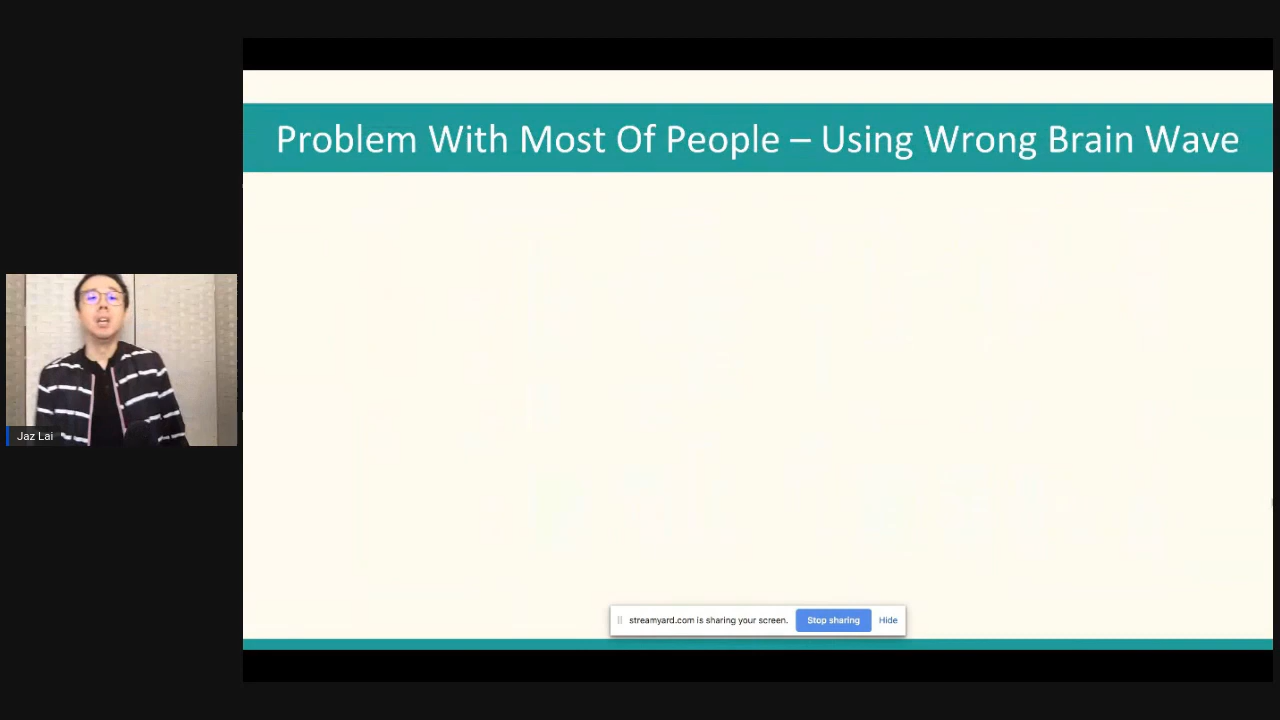 Problem With Most Of People – Using Wrong Brain Wave
Jaz Lai
streamyard.com is sharing your screen. Stop sharing Hide